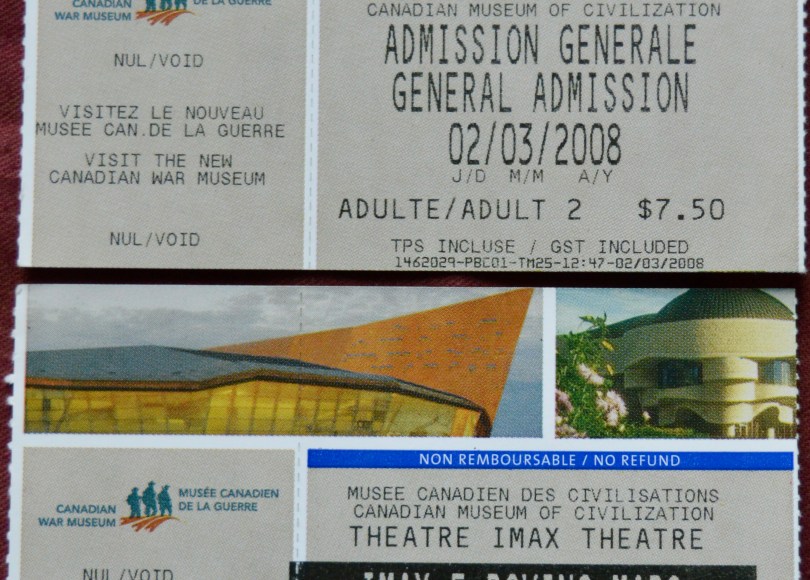 CANADIAN
WAR MUSEUM
DE LA GUERRE
NUL/VOID
VISITEZ LE NOUVEAU
MUSEE CAN.DE LA GUERRE
VISIT THE NEW
CANADIAN WAR MUSEUM
NUL/VOID
CANADIAN MUSEUM OF CIVILIZATION
ADMISSION GENERALE
GENERAL ADMISSION
02/03/2008
J/D M/M A/Y
ADULTE/ADULT 2 $7.50
TPS INCLUSE / GST INCLUDED
1462029-PBC01-TM25-12:47-02/03/2008
CANADIAN
WAR MUSEUM
MUSÉE CANADIEN
DE LA GUERRE
NUL/VOID
NON REMBOURSABLE / NO REFUND
MUSEE CANADIEN DES CIVILISATIONS
CANADIAN MUSEUM OF CIVILIZATION
THEATRE IMAX THEATRE